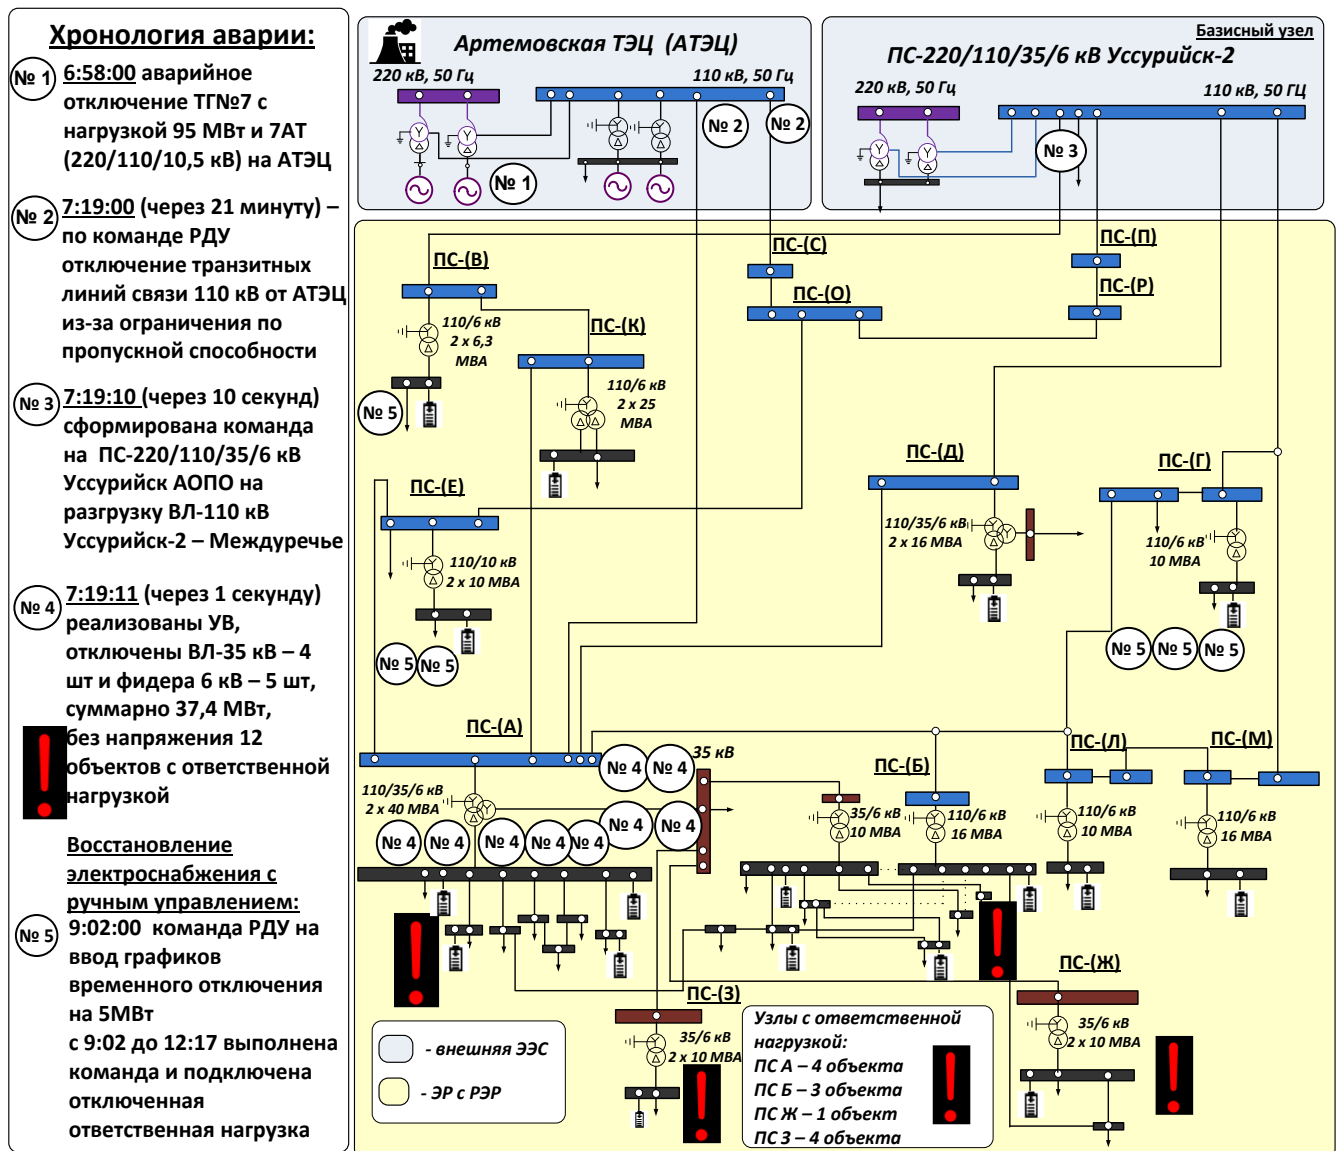 Хронология аварии:
№ 1
6:58:00 аварийное
отключение ТГ№7 с
нагрузкой 95 МВт и 7АТ
(220/110/10,5 кВ) на АТЭЦ
№ 2
7:19:00 (через 21 минуту) –
по команде РДУ
отключение транзитных
линий связи 110 кВ от АТЭЦ
из-за ограничения по
пропускной способности
№ 3
7:19:10 (через 10 секунд)
сформирована команда
на ПС-220/110/35/6 кВ
Уссурийск АОПО на
разгрузку ВЛ-110 кВ
Уссурийск-2 – Междуречье
№ 4
7:19:11 (через 1 секунду)
реализованы УВ,
отключены ВЛ-35 кВ – 4
шт и фидера 6 кВ – 5 шт,
суммарно 37,4 МВт,
без напряжения 12
объектов с ответственной
нагрузкой
Восстановление
электроснабжения с
ручным управлением:
№ 5
9:02:00 команда РДУ на
ввод графиков
временного отключения
на 5МВт
с 9:02 до 12:17 выполнена
команда и подключена
отключенная
ответственная нагрузка
Артемовская ТЭЦ (АТЭЦ)
220 кВ, 50 Гц
110 кВ, 50 Гц
№ 2
№ 2
№ 1
Базисный узел
ПС-220/110/35/6 кВ Уссурийск-2
220 кВ, 50 Гц
110 кВ, 50 ГЦ
№ 3
ПС-(В)
110/6 кВ
2 x 6,3
МВА
№ 5
ПС-(К)
110/6 кВ
2 x 25
МВА
ПС-(С)
ПС-(О)
ПС-(П)
ПС-(Р)
ПС-(Е)
110/10 кВ
2 x 10 МВА
№ 5
№ 5
ПС-(Д)
110/35/6 кВ
2 x 16 МВА
ПС-(Г)
110/6 кВ
10 МВА
№ 5
№ 5
№ 5
ПС-(А)
110/35/6 кВ
2 x 40 МВА
35 кВ
№ 4
№ 4
№ 4
№ 4
№ 4
№ 4
№ 4
№ 4
№ 4
35/6 кВ
10 МВА
ПС-(Б)
110/6 кВ
16 МВА
ПС-(Л)
110/6 кВ
10 МВА
ПС-(М)
110/6 кВ
16 МВА
ПС-(З)
35/6 кВ
2 x 10 МВА
ПС-(Ж)
35/6 кВ
2 x 10 МВА
- внешняя ЭЭС
- ЭР с РЭР
Узлы с ответственной
нагрузкой:
ПС А – 4 объекта
ПС Б – 3 объекта
ПС Ж – 1 объект
ПС З – 4 объекта